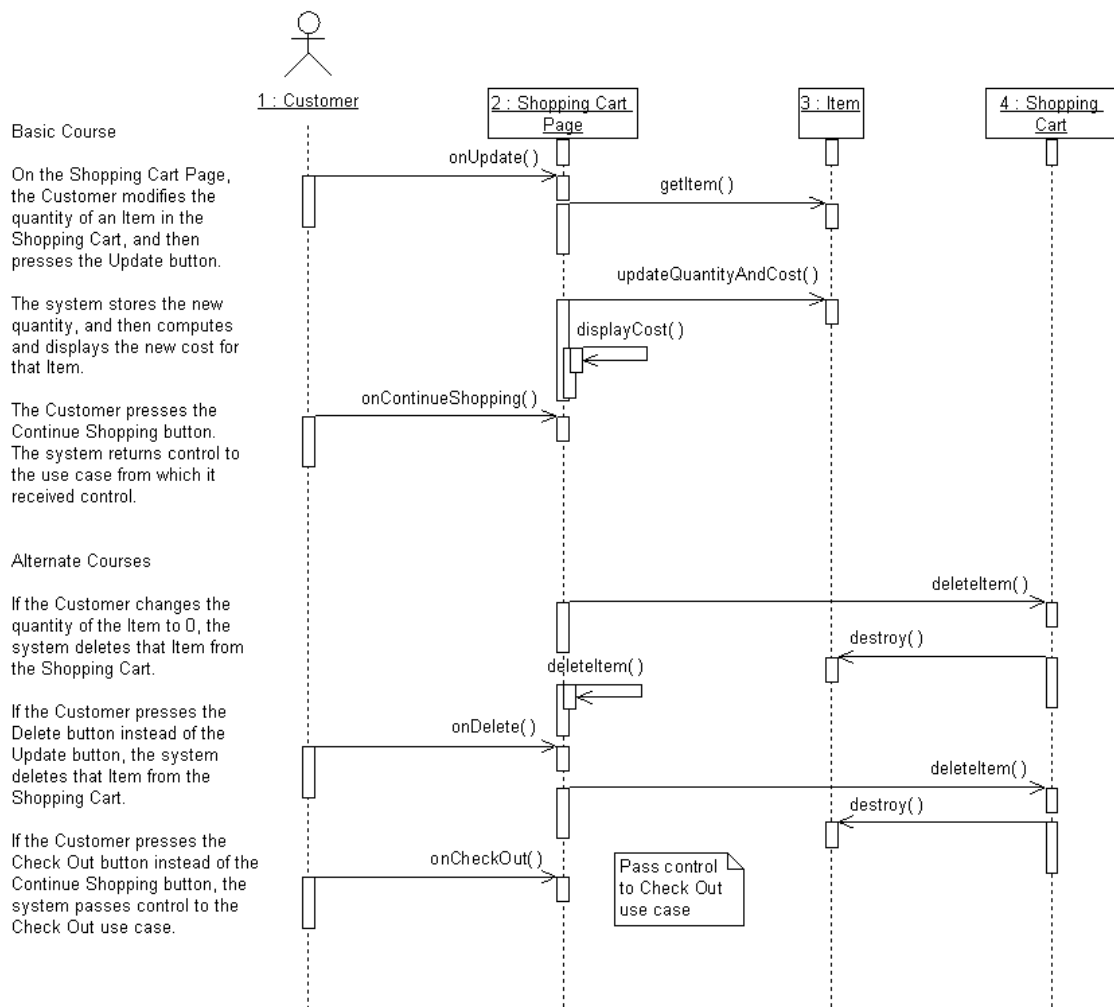 1 : Customer
2 : Shopping Cart
Page
3 : Item
4 : Shopping
Cart
Basic Course
On the Shopping Cart Page,
the Customer modifies the
quantity of an Item in the
Shopping Cart, and then
presses the Update button.
The system stores the new
quantity, and then computes
and displays the new cost for
that Item.
The Customer presses the
Continue Shopping button.
The system returns control to
the use case from which it
received control.
Alternate Courses
If the Customer changes the
quantity of the Item to 0, the
system deletes that Item from
the Shopping Cart.
If the Customer presses the
Delete button instead of the
Update button, the system
deletes that Item from the
Shopping Cart.
If the Customer presses the
Check Out button instead of the
Continue Shopping button, the
system passes control to the
Check Out use case.
onUpdate( )
getItem( )
updateQuantityAndCost( )
displayCost( )
onContinueShopping( )
deleteItem( )
destroy( )
deleteItem( )
onDelete( )
deleteItem( )
destroy( )
onCheckOut( )
Pass control
to Check Out
use case